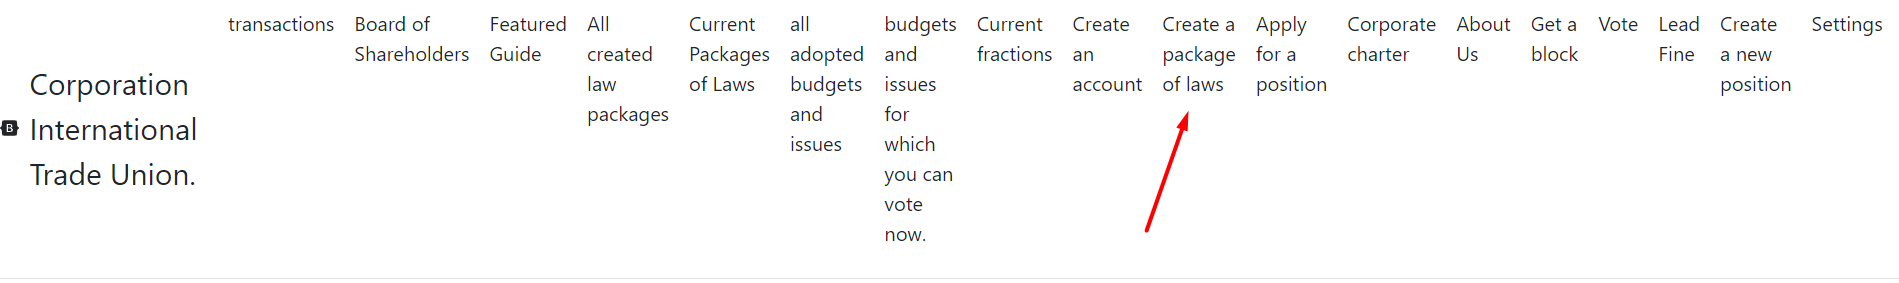 Corporation
International
Trade Union.
transactions
Board of
Shareholders
Featured
Guide
All
created
law
packages
Current
Packages
of Laws
all
adopted
budgets
and
issues
budgets
and
issues
for
which
you can
vote
now.
Current
fractions
Create
an
account
Create a
package
of laws
Apply
for a
position
Corporate
charter
About
Us
Get a
block
Vote
Lead
Fine
Create
a new
position
Settings